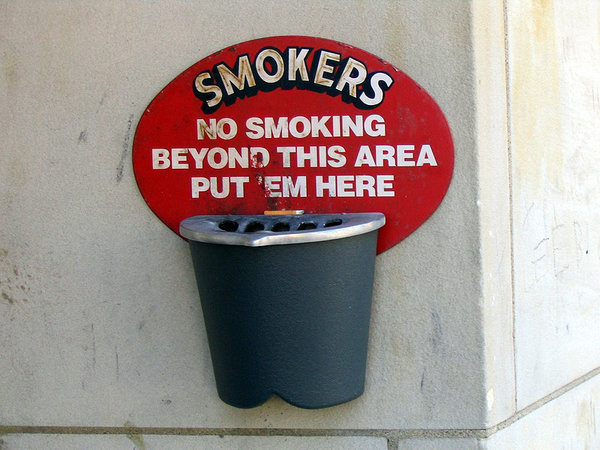 SMOKERS
NO SMOKING
BEYOND THIS AREA
PUT 'EM HERE